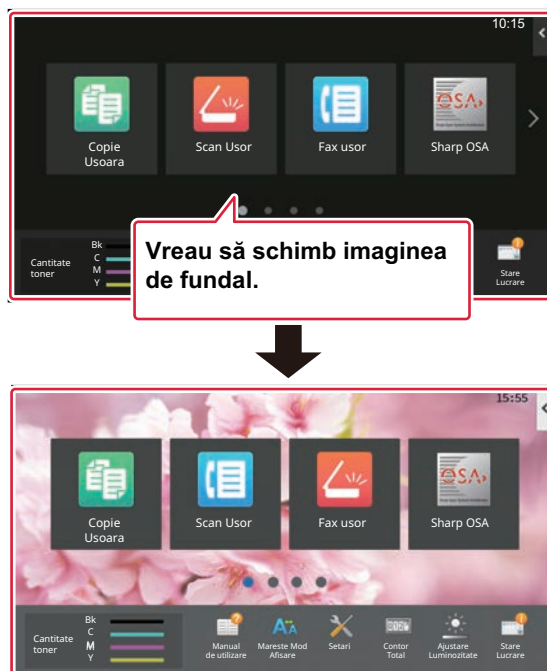 10:15
Copie
Usoara
Scan Usor
Fax usor
OSA
Sharp OSA
Cantitate
toner
Bk
C
M
Y
Vreau să schimb imaginea
de fundal.
Stare
Lucrare
15:55
Copie
Usoara
Scan Usor
Fax usor
OSA
Sharp OSA
Cantitate
toner
Bk
C
M
Y
Manual
de utilizare
Mareste Mod
Afisare
Setari
Contor
Total
Ajustare
Luminozitate
Stare
Lucrare